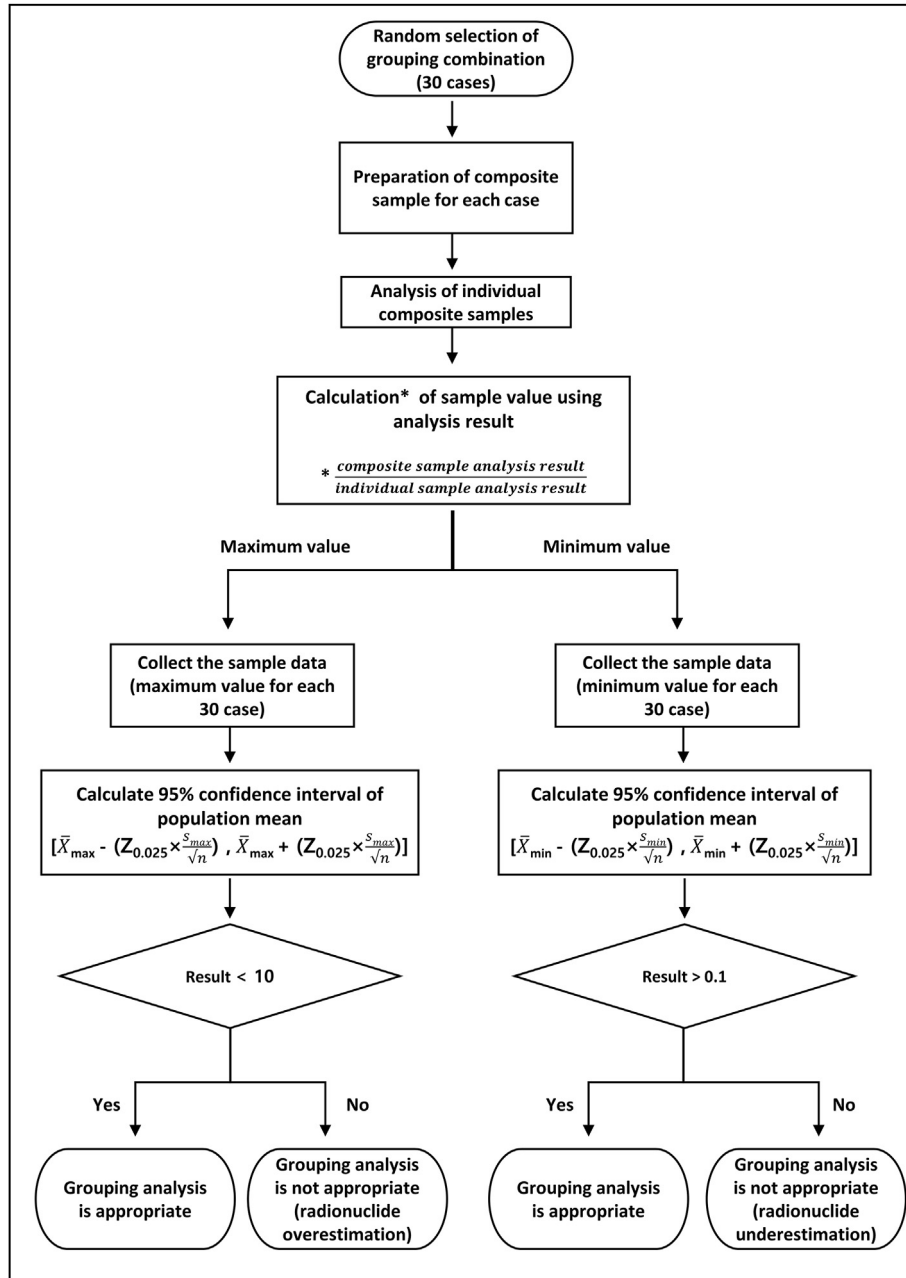 Random selection of
grouping combination
(30 cases)
Preparation of composite
sample for each case
Analysis of individual
composite samples
Calculation* of sample value using
analysis result
* composite sample analysis result
individual sample analysis result
Maximum value
Minimum value
Collect the sample data
(maximum value for each
30 case)
Collect the sample data
(minimum value for each
30 case)
Calculate 95% confidence interval of
population mean
[X̄max - (Z0.025×Smax/√n) , X̄max + (Z0.025×Smax/√n)]
Calculate 95% confidence interval of
population mean
[X̄min - (Z0.025×Smin/√n) , X̄min + (Z0.025×Smin/√n)]
Result < 10
Result > 0.1
Yes
No
Yes
No
Grouping analysis
is appropriate
Grouping analysis
is not appropriate
(radionuclide
overestimation)
Grouping analysis
is appropriate
Grouping analysis
is not appropriate
(radionuclide
underestimation)